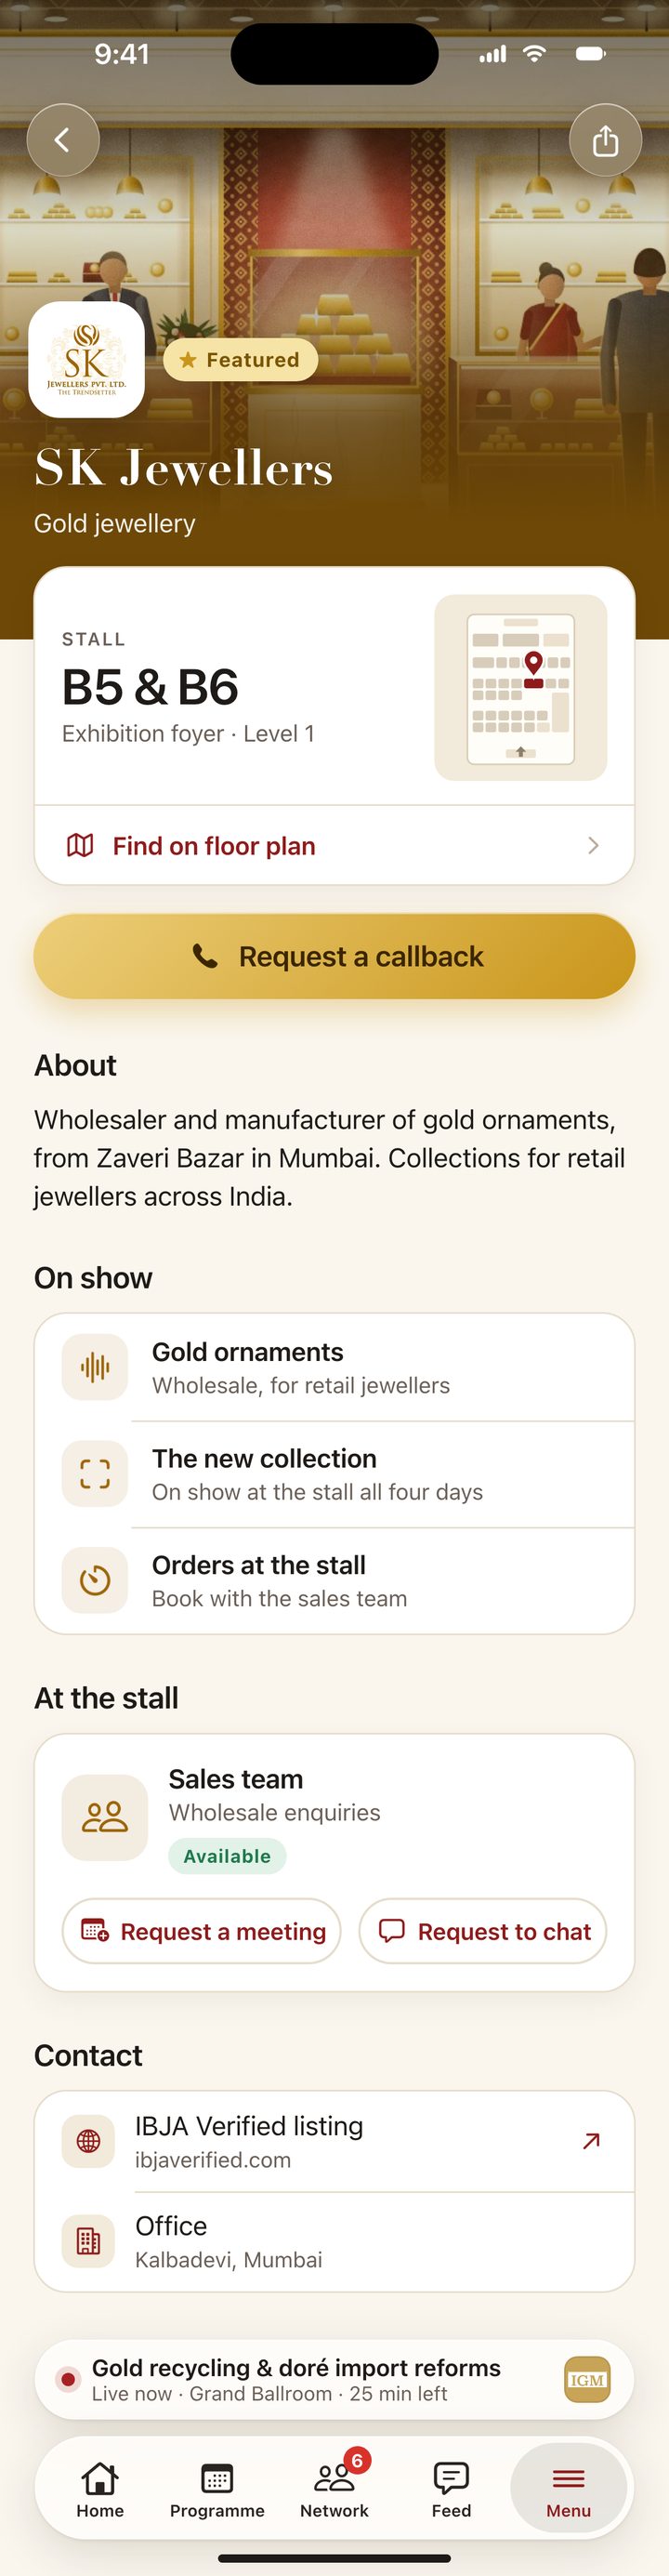 9:41
SK
JEWELLERS PVT. LTD.
THE TRENDSETTER
Featured
SK Jewellers
Gold jewellery
STALL
B5 & B6
Exhibition foyer · Level 1
Find on floor plan
Request a callback
About
Wholesaler and manufacturer of gold ornaments,
from Zaveri Bazar in Mumbai. Collections for retail
jewellers across India.
On show
Gold ornaments
Wholesale, for retail jewellers
The new collection
On show at the stall all four days
Orders at the stall
Book with the sales team
At the stall
Sales team
Wholesale enquiries
Available
Request a meeting
Request to chat
Contact
IBJA Verified listing
ibjaverified.com
Office
Kalbadevi, Mumbai
Gold recycling & doré import reforms
Live now · Grand Ballroom · 25 min left
IGM
6
Home
Programme
Network
Feed
Menu